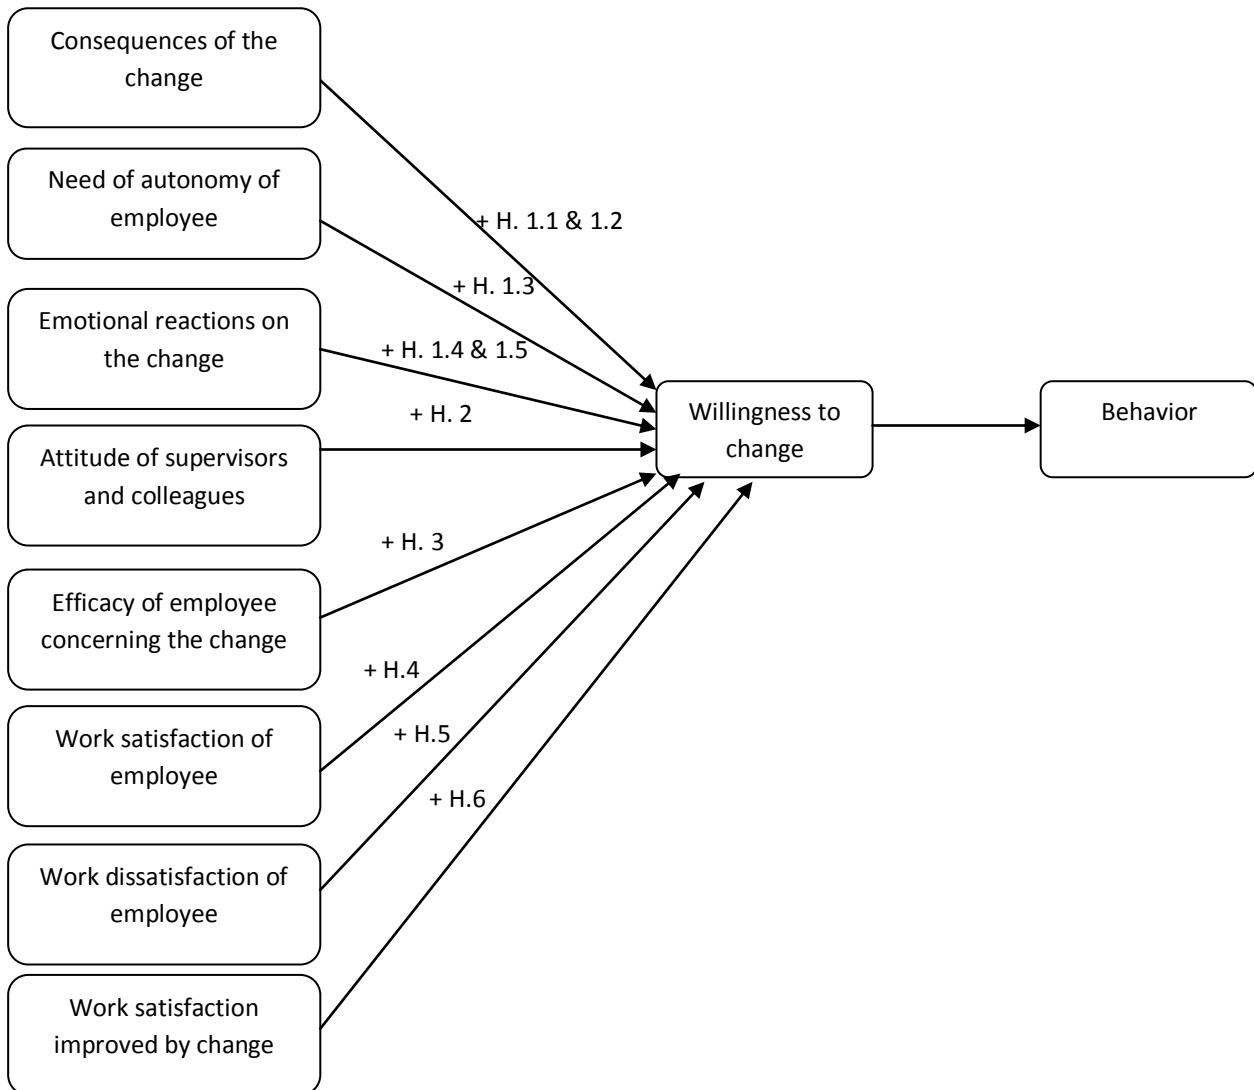 Consequences of the
change
Need of autonomy of
employee
+ H. 1.1 & 1.2
+ H. 1.3
Emotional reactions on
the change
+ H. 1.4 & 1.5
+ H. 2
Willingness to
change
Behavior
Attitude of supervisors
and colleagues
+ H. 3
Efficacy of employee
concerning the change
+ H.4
Work satisfaction of
employee
+ H.5
+ H.6
Work dissatisfaction of
employee
Work satisfaction
improved by change